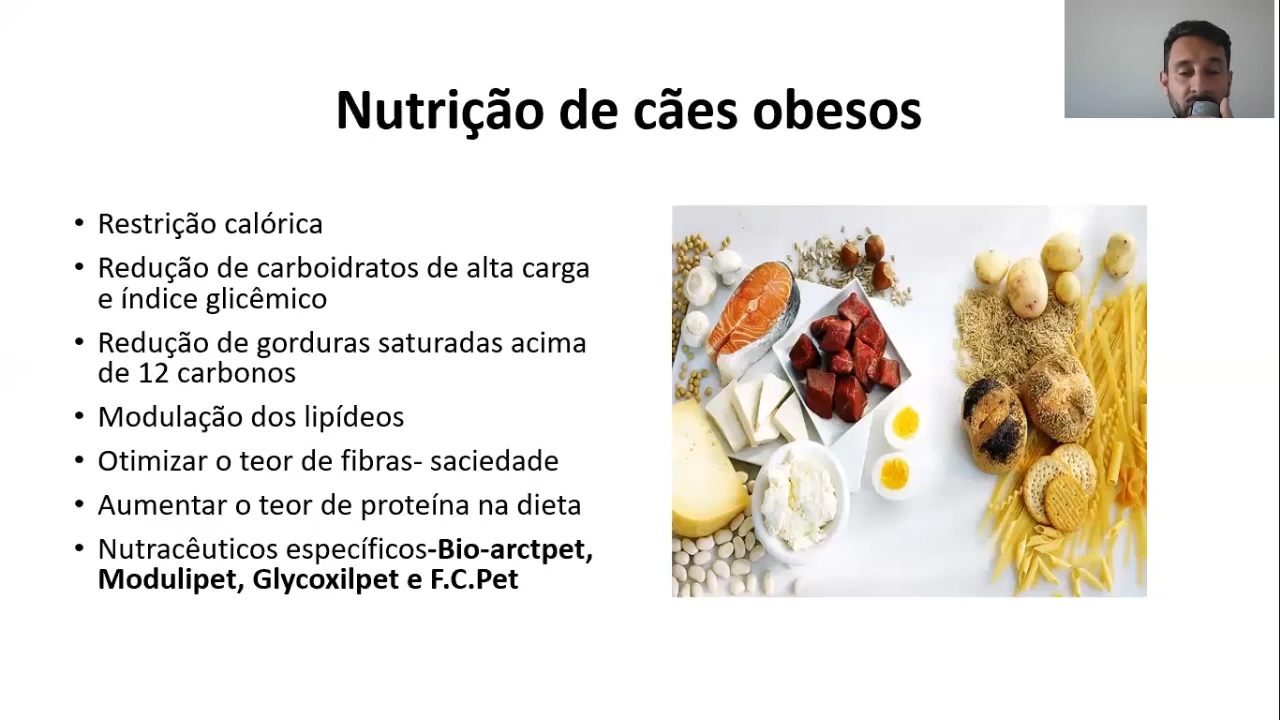 Nutrição de cães obesos
• Restrição calórica
• Redução de carboidratos de alta carga
e índice glicêmico
• Redução de gorduras saturadas acima
de 12 carbonos
• Modulação dos lipídeos
• Otimizar o teor de fibras- saciedade
• Aumentar o teor de proteína na dieta
• Nutracêuticos específicos-Bio-arctpet,
Modulipet, Glycoxilpet e F.C.Pet